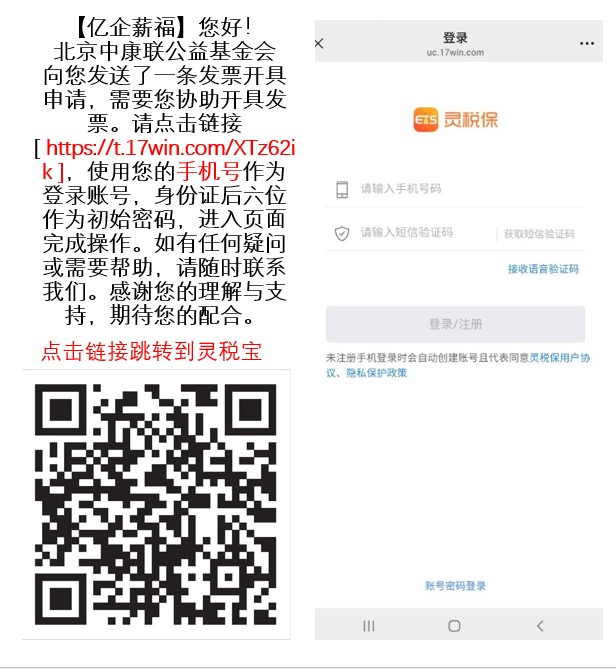 【亿企薪福】您好！
北京中康联公益基金会
向您发送了一条发票开具
申请，需要您协助开具发
票。请点击链接
[ https://t.17win.com/XTz62i
k ]，使用您的手机号作为
登录账号，身份证后六位
作为初始密码，进入页面
完成操作。如有任何疑问
或需要帮助，请随时联系
我们。感谢您的理解与支
持，期待您的配合。
点击链接跳转到灵税宝
登录
uc.17win.com
ETS 灵税保
请输入手机号码
请输入短信验证码 获取短信验证码
接收语音验证码
登录/注册
未注册手机登录时会自动创建账号且代表同意灵税保用户协
议、隐私保护政策
账号密码登录